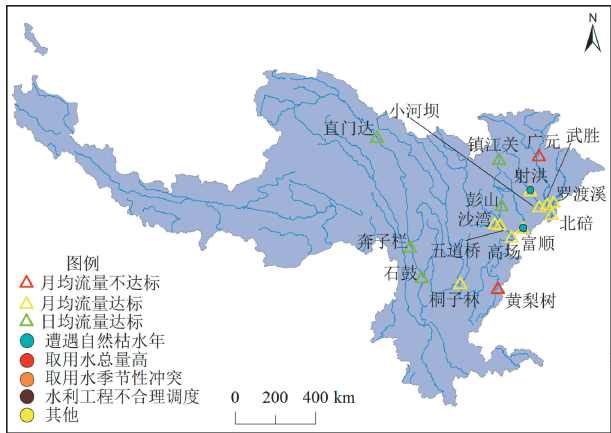 N
小河坝
直门达
镇江关
广元
武胜
射洪
罗渡溪
彭山
沙湾
北碚
奔子栏
五道桥
高场
富顺
石鼓
桐子林
黄梨树
图例
月均流量不达标
月均流量达标
日均流量达标
遭遇自然枯水年
取用水总量高
取用水季节性冲突
水利工程不合理调度
其他
0 200 400 km